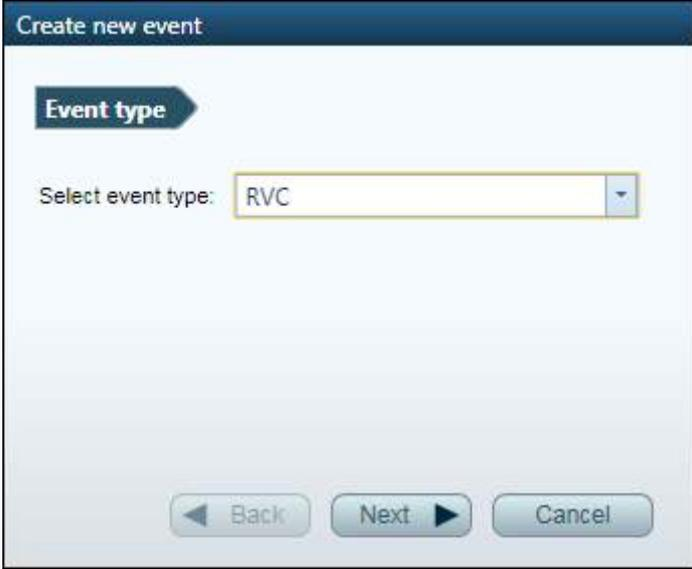 Create new event
Event type
Select event type: RVC
Back Next Cancel